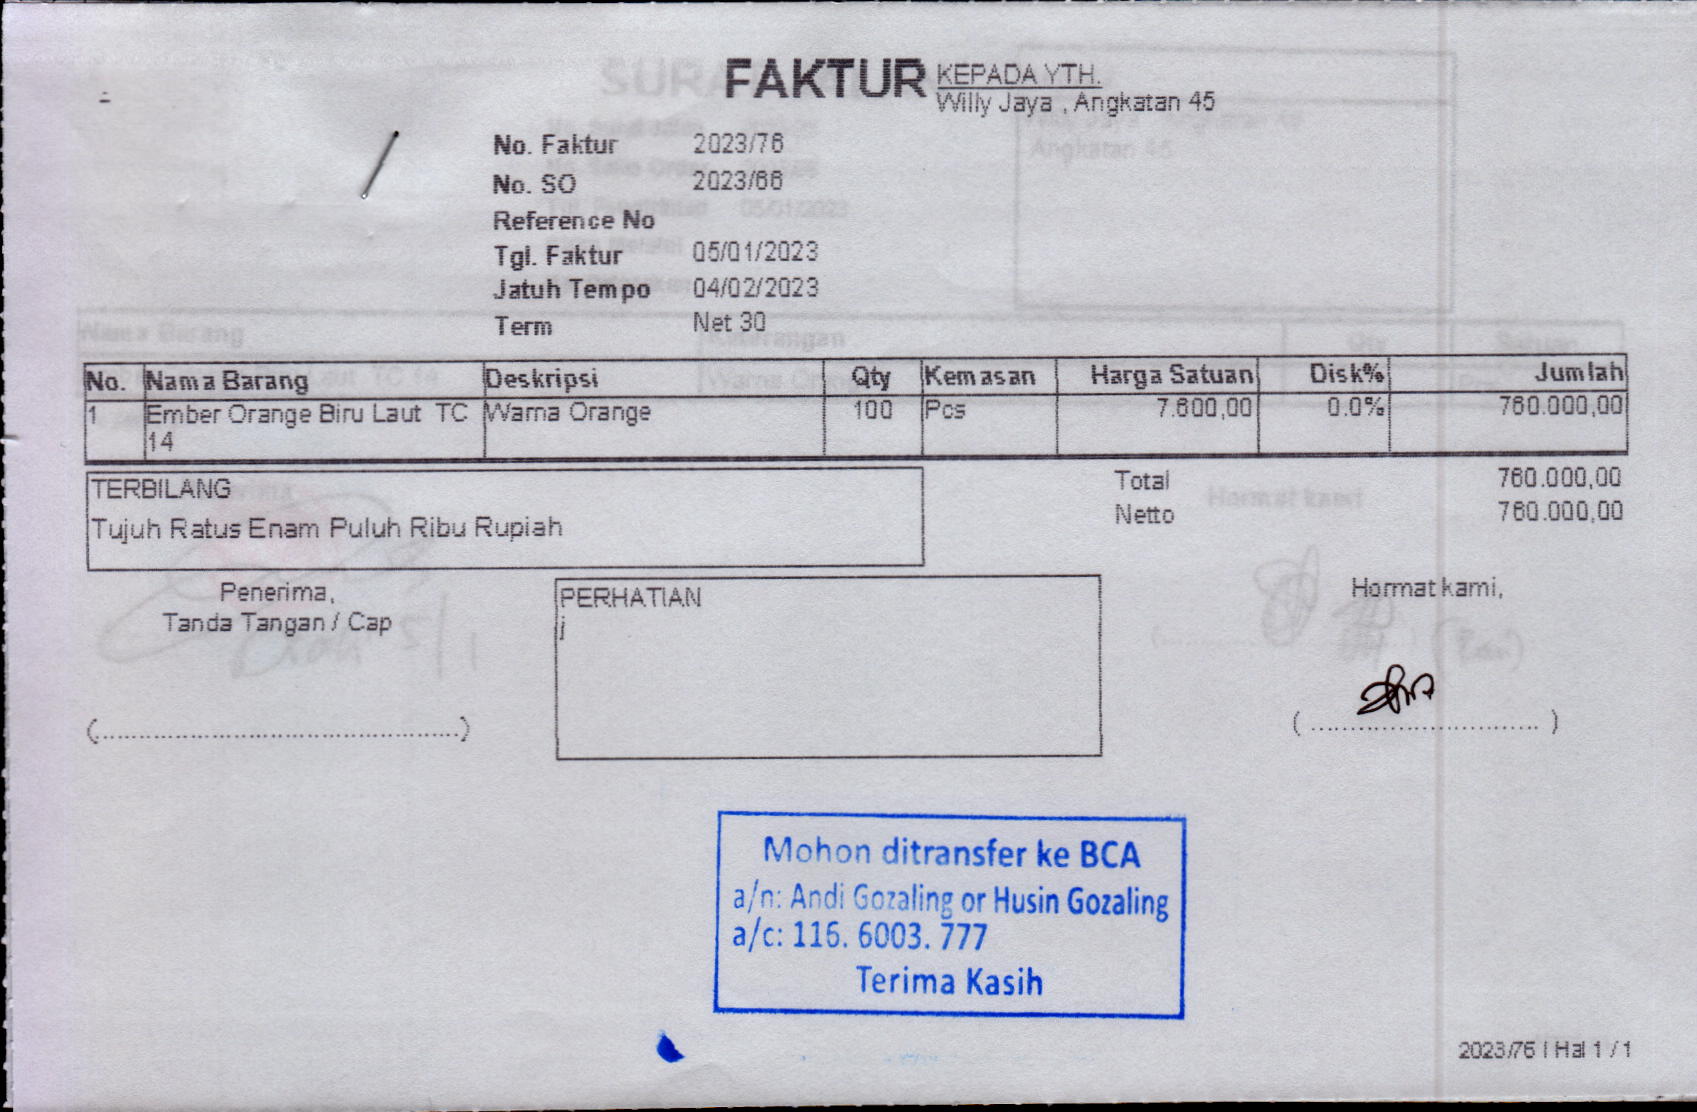 FAKTUR
KEPADA YTH.
Willy Jaya , Angkatan 45
No. Faktur 2023/76
No. SO 2023/66
Reference No
Tgl. Faktur 05/01/2023
Jatuh Tempo 04/02/2023
Term Net 30
No. Nama Barang Deskripsi Qty Kemasan Harga Satuan Disk% Jumlah
1 Ember Orange Biru Laut TC Warna Orange 100 Pcs 7.600,00 0.0% 760.000,00
14
TERBILANG
Tujuh Ratus Enam Puluh Ribu Rupiah
Total 760.000,00
Netto 760.000,00
Penerima,
Tanda Tangan / Cap
(..............................................)
PERHATIAN
j
Hormat kami,
( .............................. )
Mohon ditransfer ke BCA
a/n: Andi Gozaling or Husin Gozaling
a/c: 116. 6003. 777
Terima Kasih
2023/76 | Hal 1 / 1